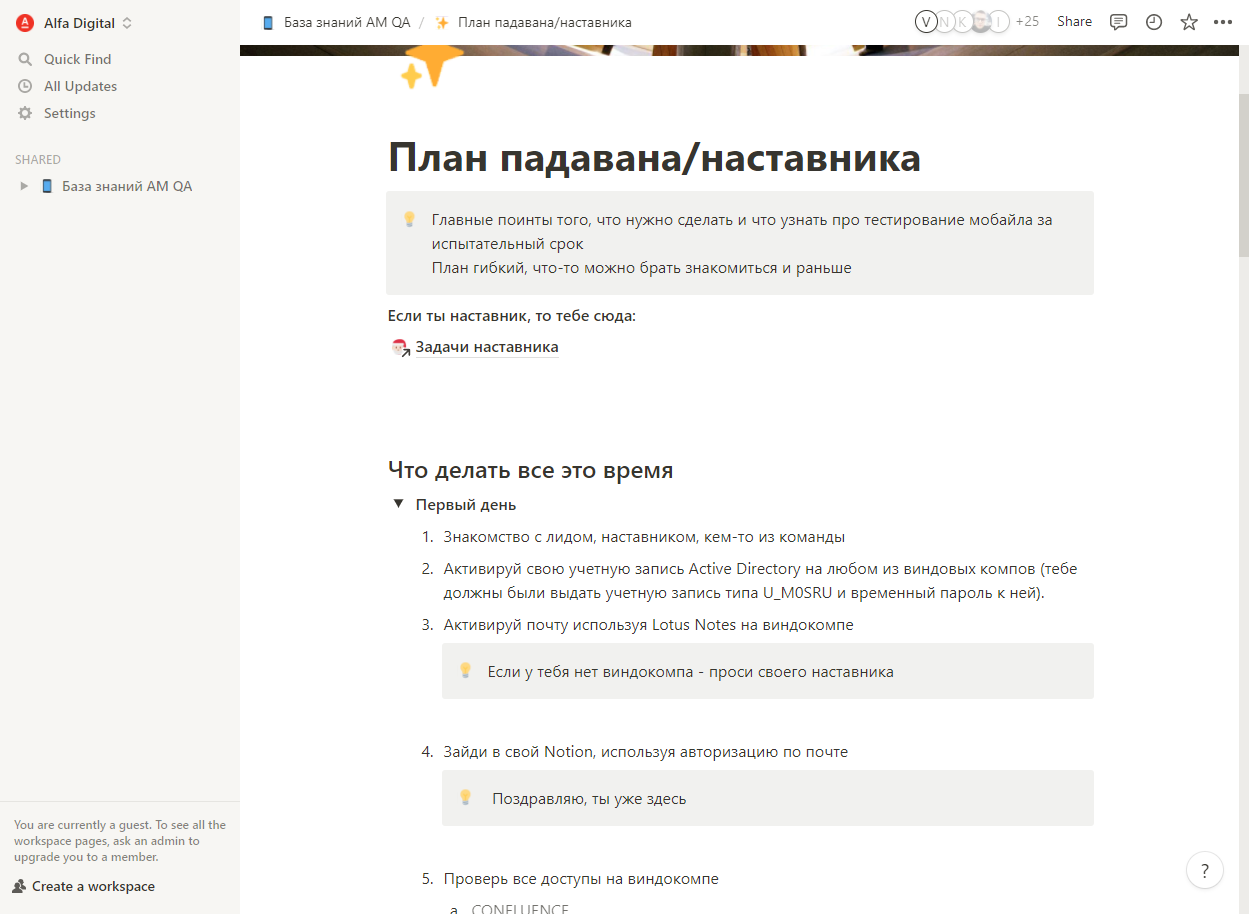 Alfa Digital
Quick Find
All Updates
Settings
SHARED
База знаний AM QA
You are currently a guest. To see all the
workspace pages, ask an admin to
upgrade you to a member.
Create a workspace
База знаний AM QA / План падавана/наставника
V N K I +25 Share
План падавана/наставника
Главные поинты того, что нужно сделать и что узнать про тестирование мобайла за
испытательный срок
План гибкий, что-то можно брать знакомиться и раньше
Если ты наставник, то тебе сюда:
Задачи наставника
Что делать все это время
Первый день
1. Знакомство с лидом, наставником, кем-то из команды
2. Активируй свою учетную запись Active Directory на любом из виндовых компов (тебе
должны были выдать учетную запись типа U_M0SRU и временный пароль к ней).
3. Активируй почту используя Lotus Notes на виндокомпе
Если у тебя нет виндокомпа - проси своего наставника
4. Зайди в свой Notion, используя авторизацию по почте
Поздравляю, ты уже здесь
5. Проверь все доступы на виндокомпе
a. CONFLUENCE
?